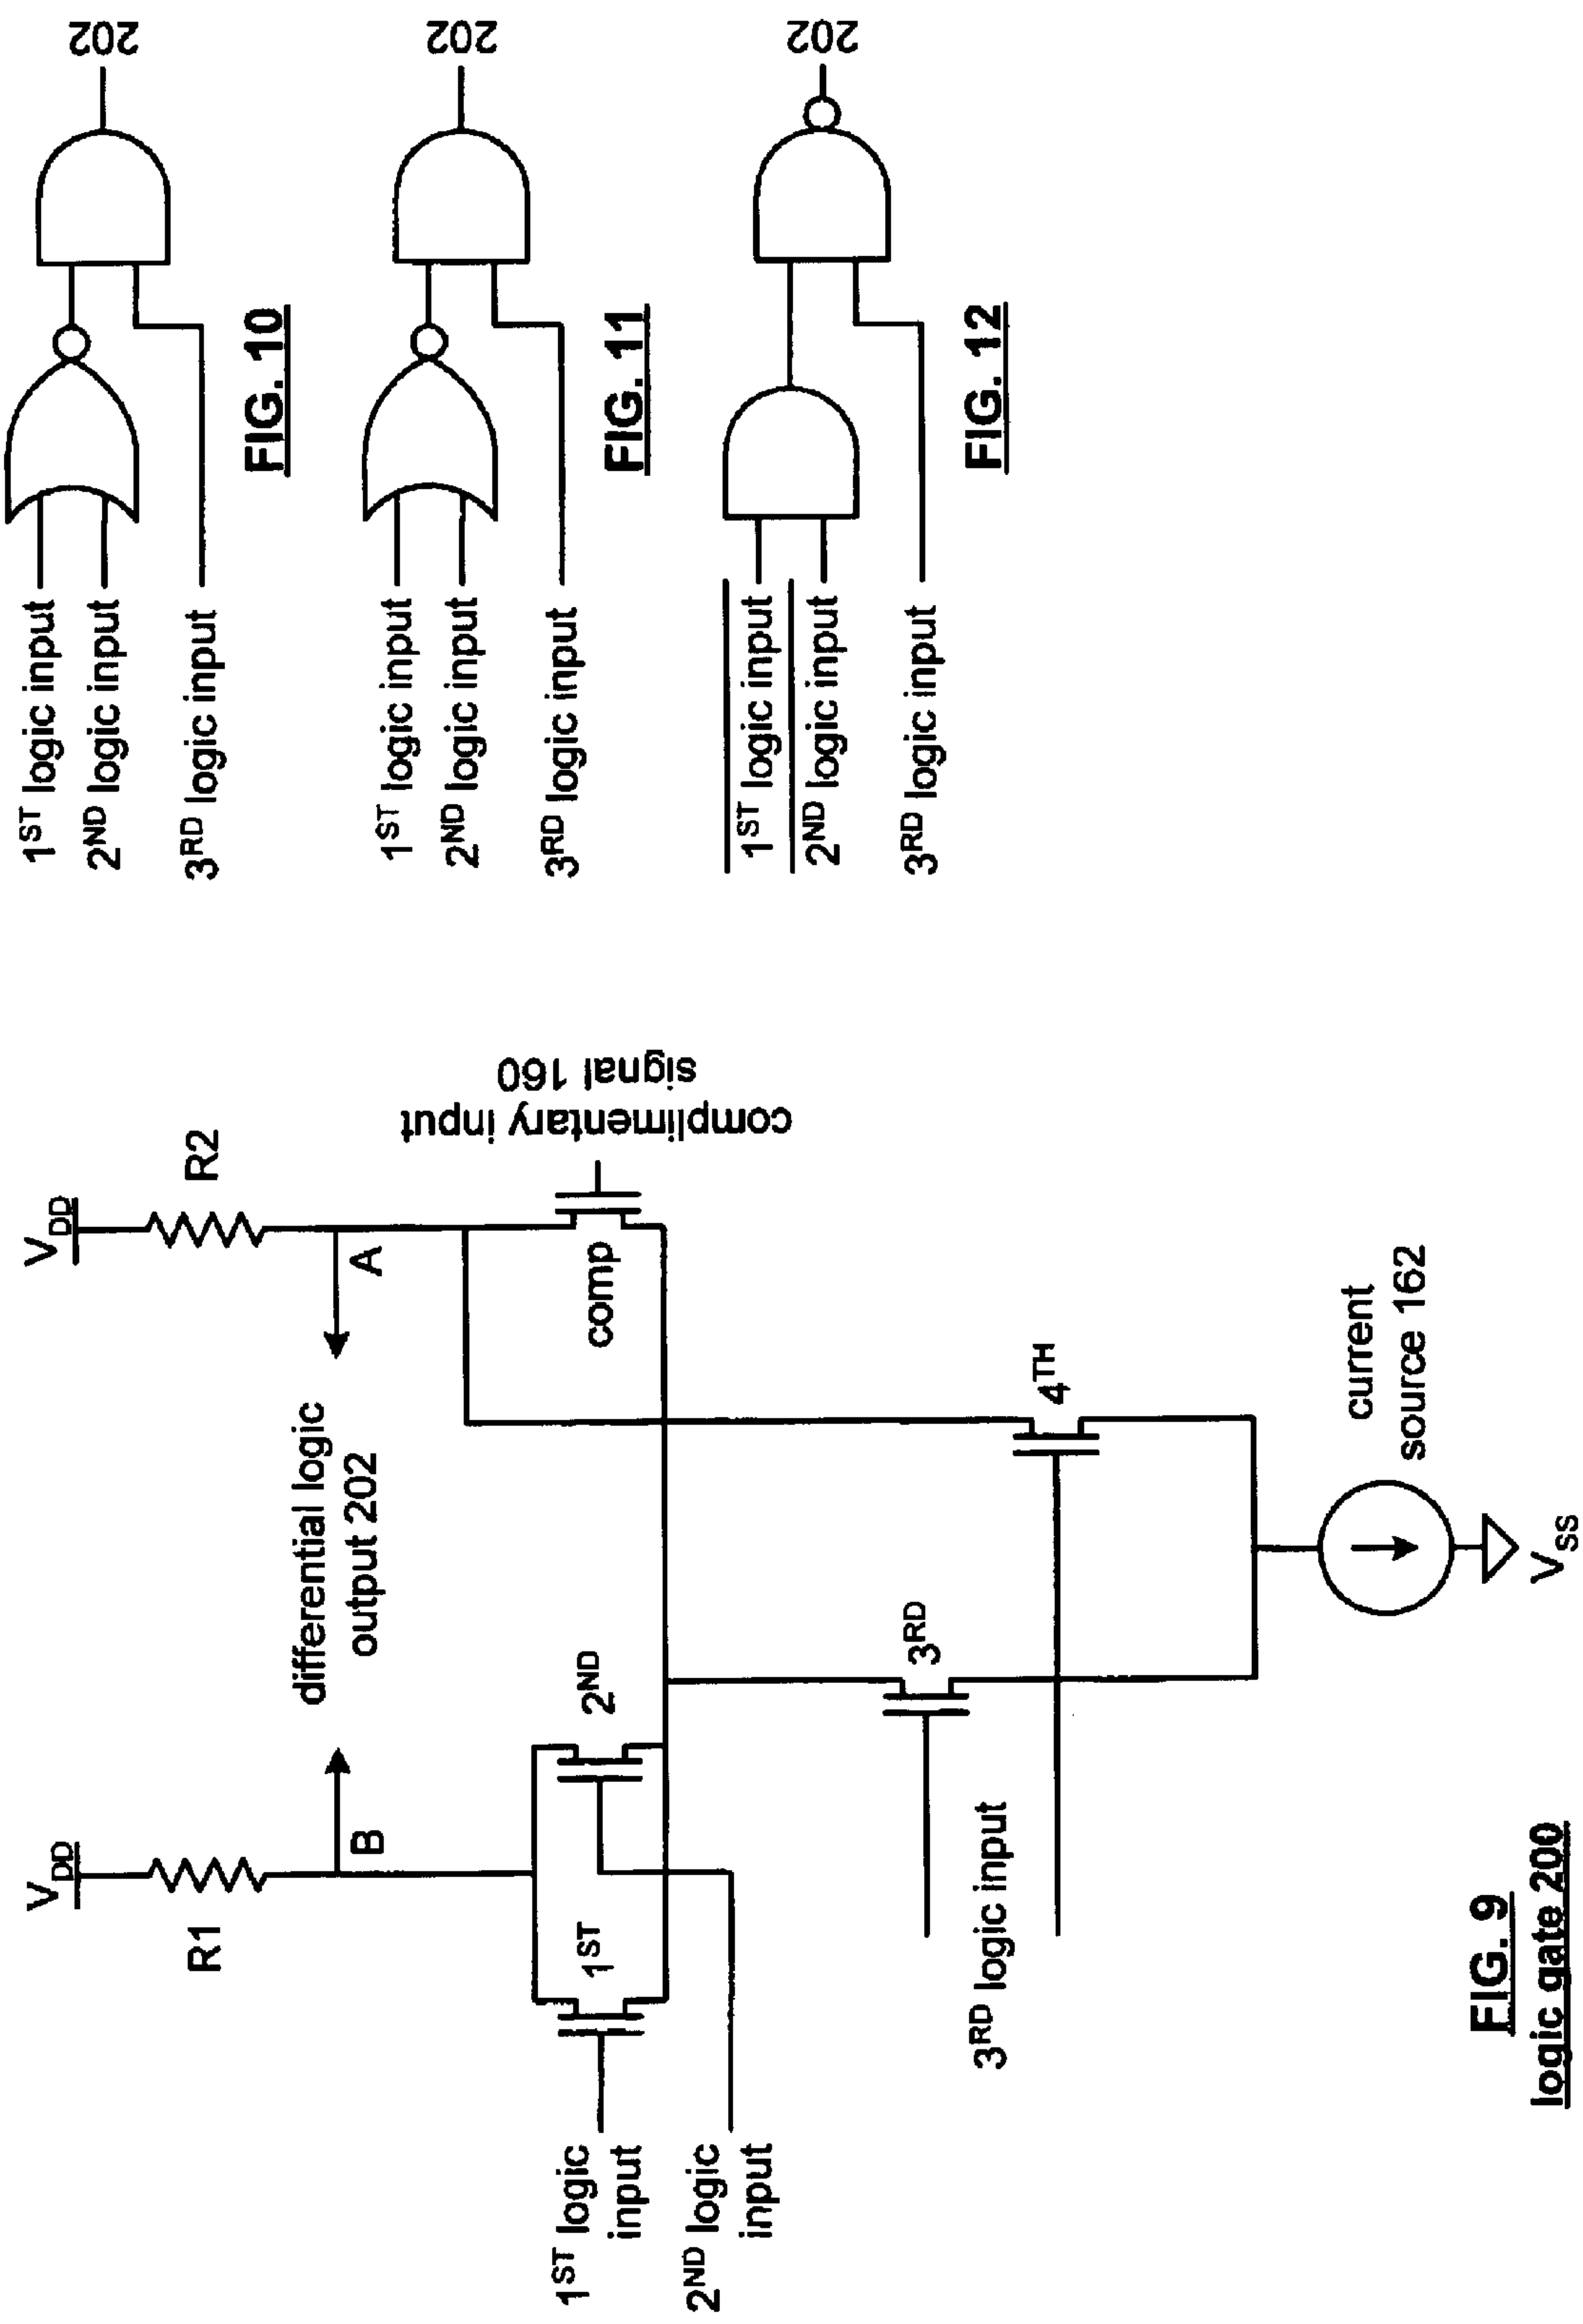 V_DD
V_DD
R1
R2
B
A
differential logic
output 202
1ST logic
input
1ST
2ND
comp
complimentary input
signal 160
2ND logic
input
3RD
3RD logic input
4TH
current
source 162
V_SS
FIG. 9
logic gate 200
1ST logic input
2ND logic input
3RD logic input
202
FIG. 10
1ST logic input
2ND logic input
3RD logic input
202
FIG. 11
1ST logic input
2ND logic input
3RD logic input
202
FIG. 12